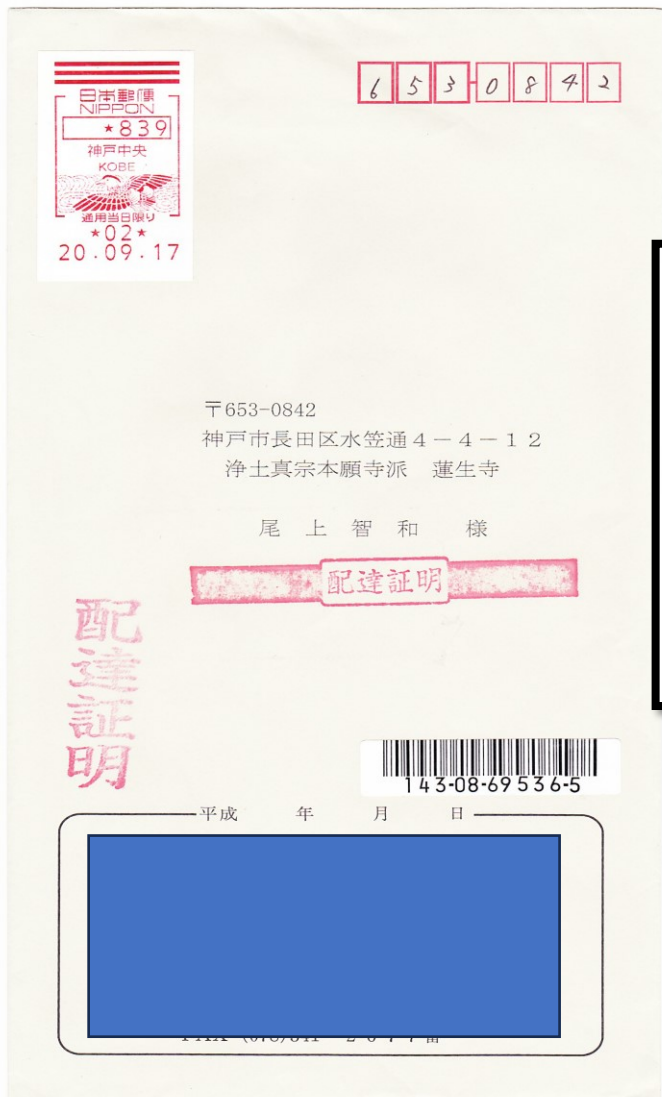 日本郵便
NIPPON
★839
神戸中央
KOBE
通用当日限り
★02★
20.09.17
653-0842
〒653-0842
神戸市長田区水笠通4-4-12
浄土真宗本願寺派 蓮生寺
尾上智和 様
配達証明
配達証明
143-08-69536-5
平成 年 月 日